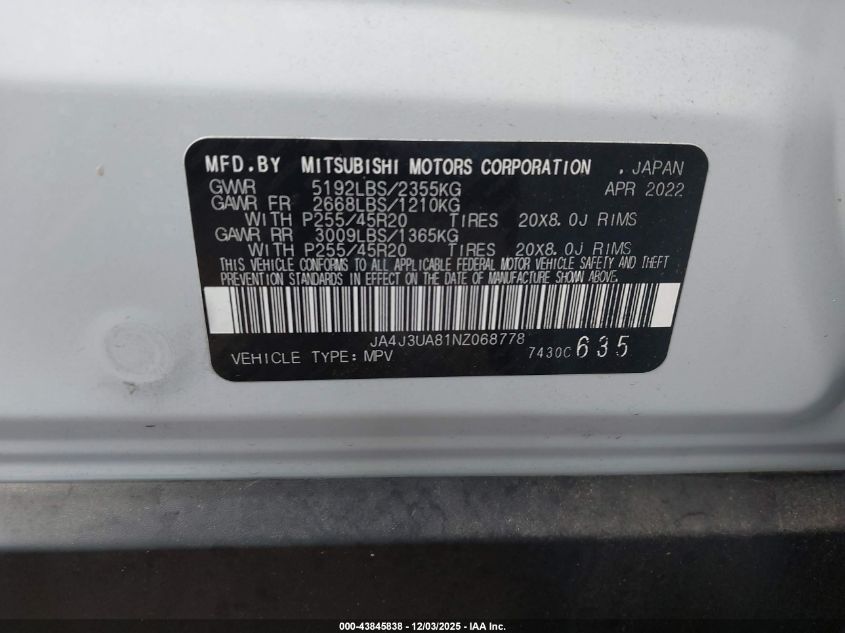 MFD.BY MITSUBISHI MOTORS CORPORATION .JAPAN
GVWR 5192LBS/2355KG APR 2022
GAWR FR 2668LBS/1210KG
WITH P255/45R20 TIRES 20X8.0J RIMS
GAWR RR 3009LBS/1365KG
WITH P255/45R20 TIRES 20X8.0J RIMS
THIS VEHICLE CONFORMS TO ALL APPLICABLE FEDERAL MOTOR VEHICLE SAFETY AND THEFT
PREVENTION STANDARDS IN EFFECT ON THE DATE OF MANUFACTURE SHOWN ABOVE.
JA4J3UA81NZ068778
VEHICLE TYPE: MPV 7430C 635
000-43845838 - 12/03/2025 - IAA Inc.